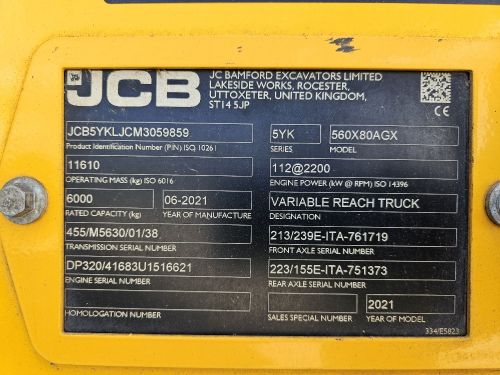 JCB
JC BAMFORD EXCAVATORS LIMITED
LAKESIDE WORKS, ROCESTER,
UTTOXETER, UNITED KINGDOM,
ST14 5JP
CE
JCB5YKLJCM3059859
Product Identification Number (PIN) ISO 10261
5YK
SERIES
560X80AGX
MODEL
11610
OPERATING MASS (kg) ISO 6016
112@2200
ENGINE POWER (kW @ RPM) ISO 14396
6000
RATED CAPACITY (kg)
06-2021
YEAR OF MANUFACTURE
VARIABLE REACH TRUCK
DESIGNATION
455/M5630/01/38
TRANSMISSION SERIAL NUMBER
213/239E-ITA-761719
FRONT AXLE SERIAL NUMBER
DP320/41683U1516621
ENGINE SERIAL NUMBER
223/155E-ITA-751373
REAR AXLE SERIAL NUMBER
HOMOLOGATION NUMBER
SALES SPECIAL NUMBER
2021
YEAR OF MODEL
334/E5823